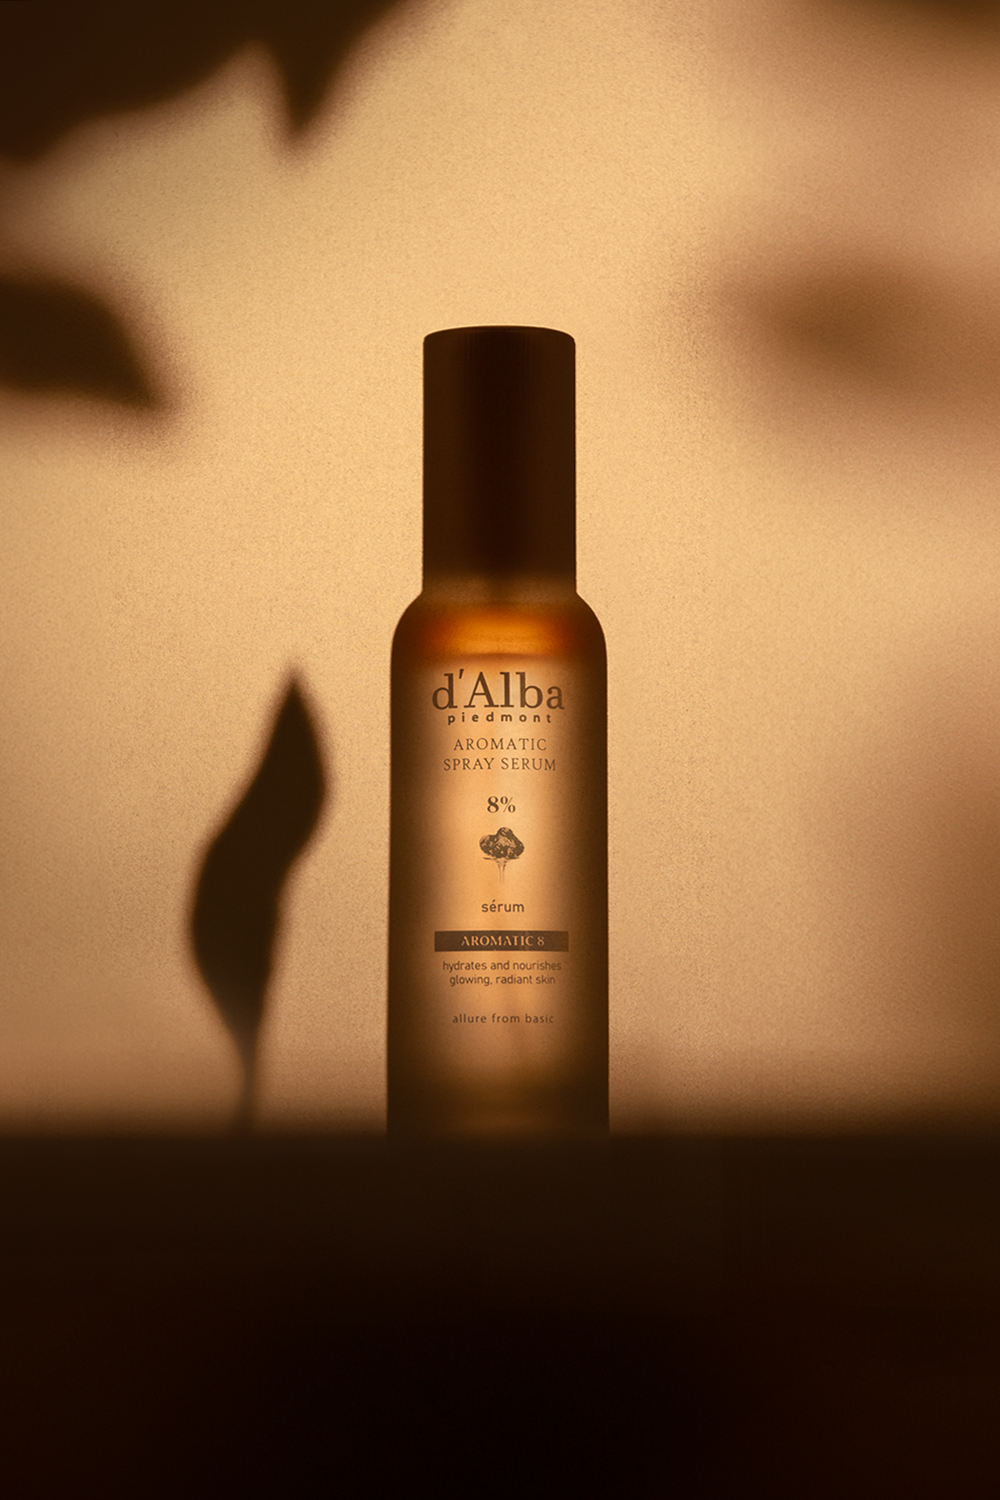 d'Alba
piedmont
AROMATIC
SPRAY SERUM
8%
sérum
AROMATIC 8
hydrates and nourishes
glowing, radiant skin
allure from basic